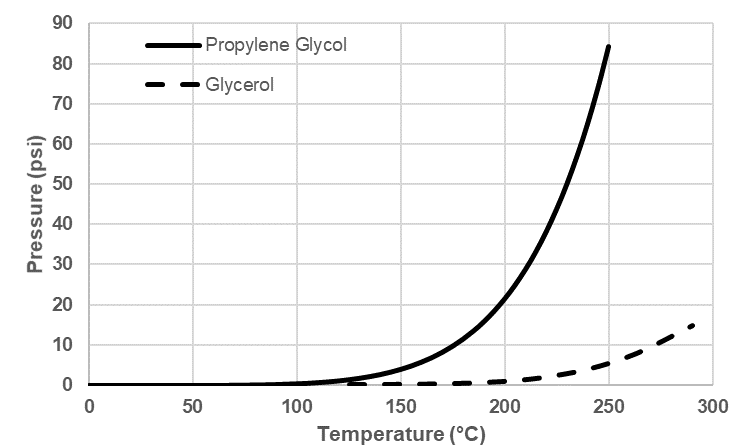 90
80
70
60
50
40
30
20
10
0
Pressure (psi)
Propylene Glycol
Glycerol
0 50 100 150 200 250 300
Temperature (°C)